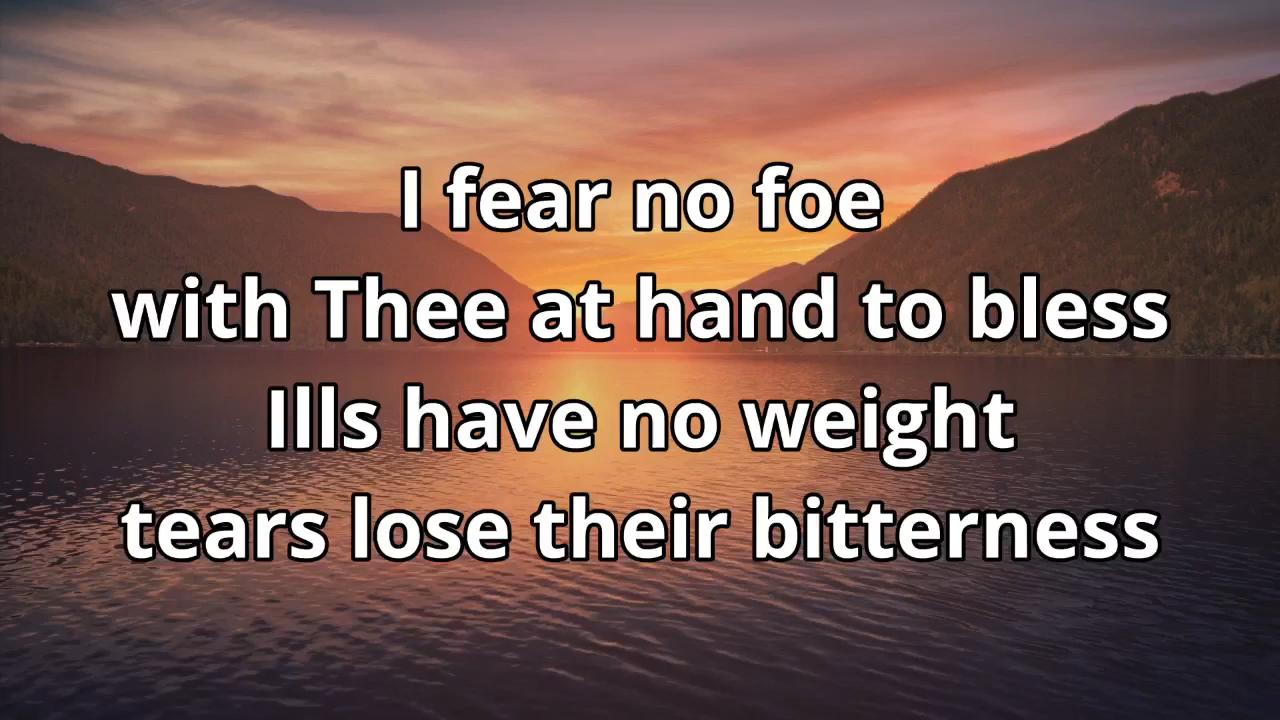 I fear no foe
with Thee at hand to bless
Ills have no weight
tears lose their bitterness